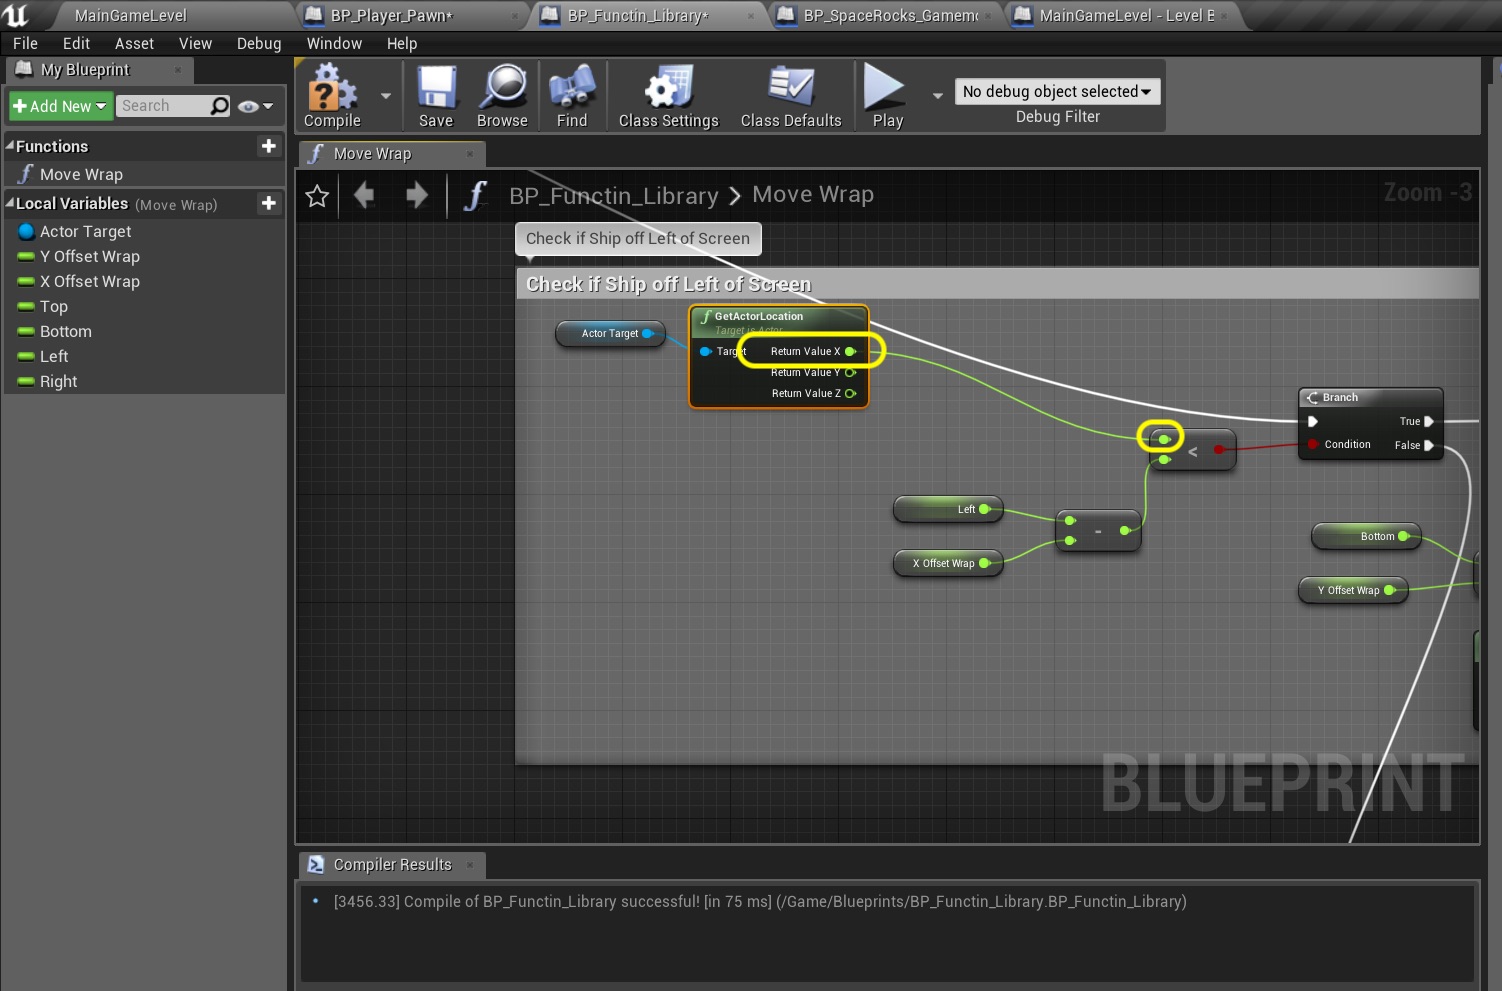 MainGameLevel
BP_Player_Pawn*
BP_Functin_Library*
BP_SpaceRocks_Gamem
MainGameLevel - Level B
File Edit Asset View Debug Window Help
My Blueprint
Add New
Search
Functions
Move Wrap
Local Variables (Move Wrap)
Actor Target
Y Offset Wrap
X Offset Wrap
Top
Bottom
Left
Right
Compile
Save
Browse
Find
Class Settings
Class Defaults
Play
No debug object selected
Debug Filter
Move Wrap
BP_Functin_Library > Move Wrap
Zoom -3
Check if Ship off Left of Screen
Check if Ship off Left of Screen
Actor Target
GetActorLocation
Target is Actor
Target
Return Value X
Return Value Y
Return Value Z
<
Branch
True
Condition
False
Left
-
X Offset Wrap
Bottom
Y Offset Wrap
BLUEPRINT
Compiler Results
[3456.33] Compile of BP_Functin_Library successful! [in 75 ms] (/Game/Blueprints/BP_Functin_Library.BP_Functin_Library)